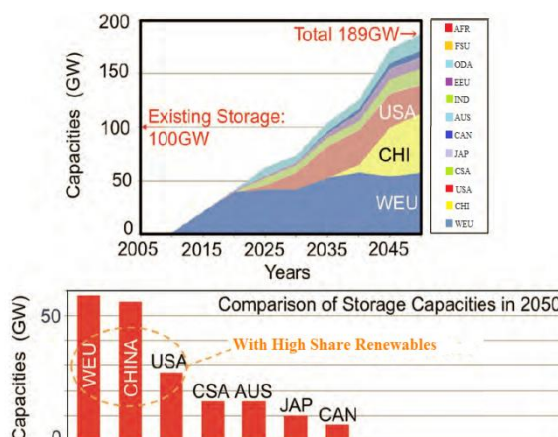 200
150
100
50
0
Capacities (GW)
Total 189GW→
Existing Storage:
100GW
USA
CHI
WEU
2005 2015 2025 2035 2045
Years
AFR
FSU
ODA
EEU
IND
AUS
CAN
JAP
CSA
USA
CHI
WEU
Comparison of Storage Capacities in 2050
50
0
Capacities (GW)
With High Share Renewables
WEU
CHINA
USA
CSA
AUS
JAP
CAN